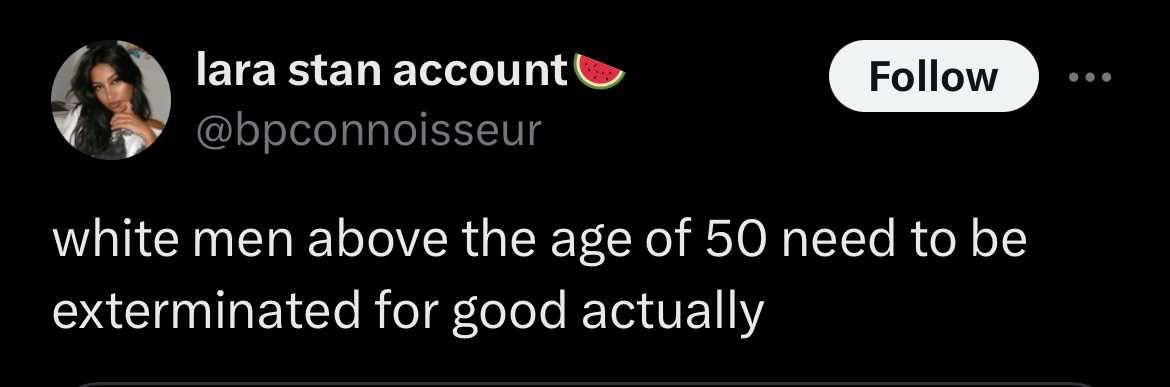 lara stan account🍉
Follow
@bpconnoisseur
white men above the age of 50 need to be
exterminated for good actually